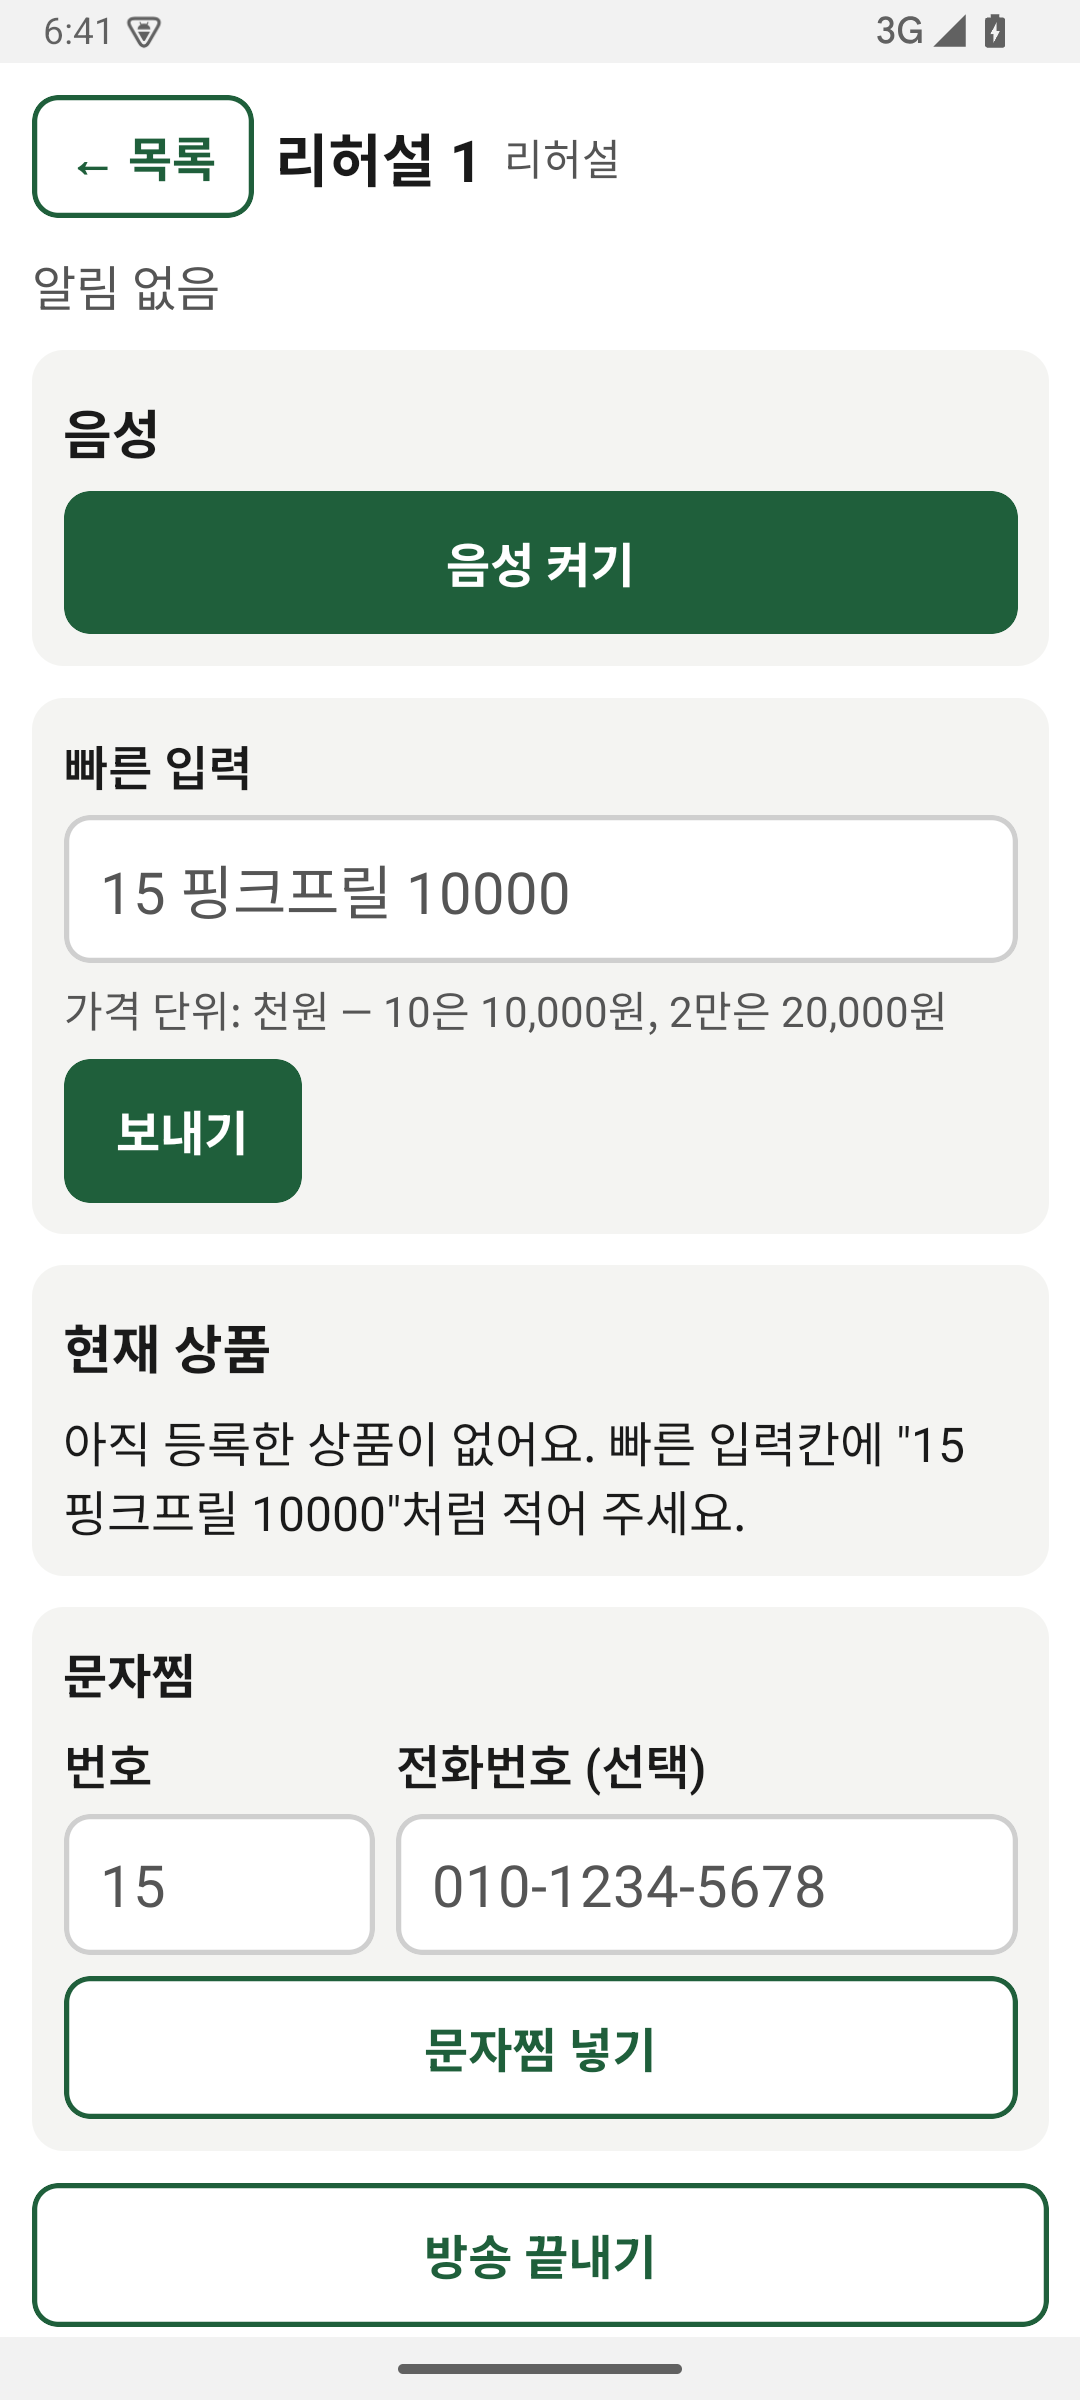 6:41 3G
← 목록 리허설 1 리허설
알림 없음
음성
음성 켜기
빠른 입력
15 핑크프릴 10000
가격 단위: 천원 – 10은 10,000원, 2만은 20,000원
보내기
현재 상품
아직 등록한 상품이 없어요. 빠른 입력칸에 "15
핑크프릴 10000"처럼 적어 주세요.
문자찜
번호 전화번호 (선택)
15 010-1234-5678
문자찜 넣기
방송 끝내기